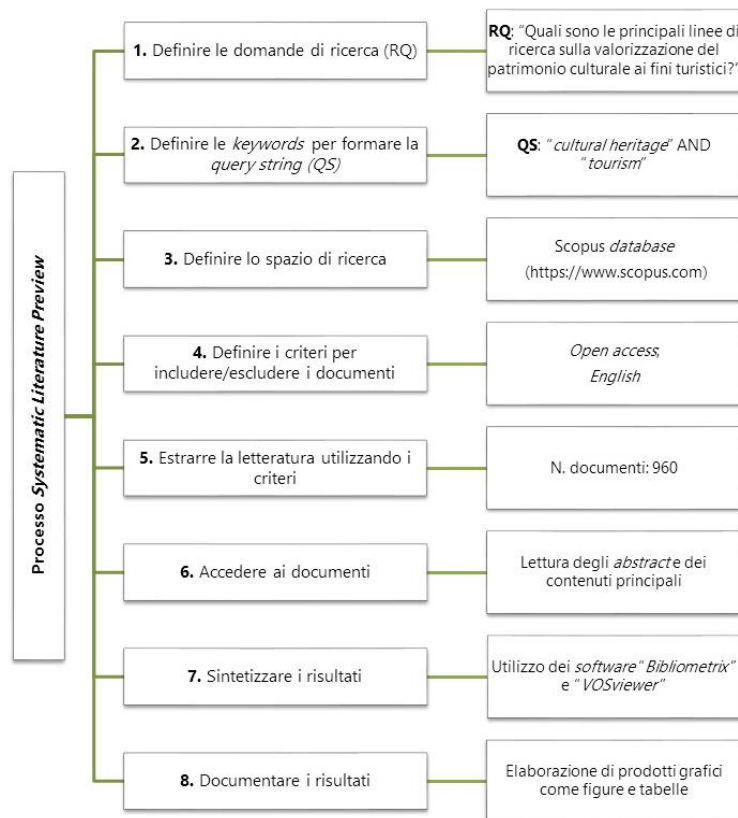 Processo Systematic Literature Preview
1. Definire le domande di ricerca (RQ)
RQ: "Quali sono le principali linee di
ricerca sulla valorizzazione del
patrimonio culturale ai fini turistici?"
2. Definire le keywords per formare la
query string (QS)
QS: "cultural heritage" AND
"tourism"
3. Definire lo spazio di ricerca
Scopus database
(https://www.scopus.com)
4. Definire i criteri per
includere/escludere i documenti
Open access,
English
5. Estrarre la letteratura utilizzando i
criteri
N. documenti: 960
6. Accedere ai documenti
Lettura degli abstract e dei
contenuti principali
7. Sintetizzare i risultati
Utilizzo dei software "Bibliometrix"
e "VOSviewer"
8. Documentare i risultati
Elaborazione di prodotti grafici
come figure e tabelle